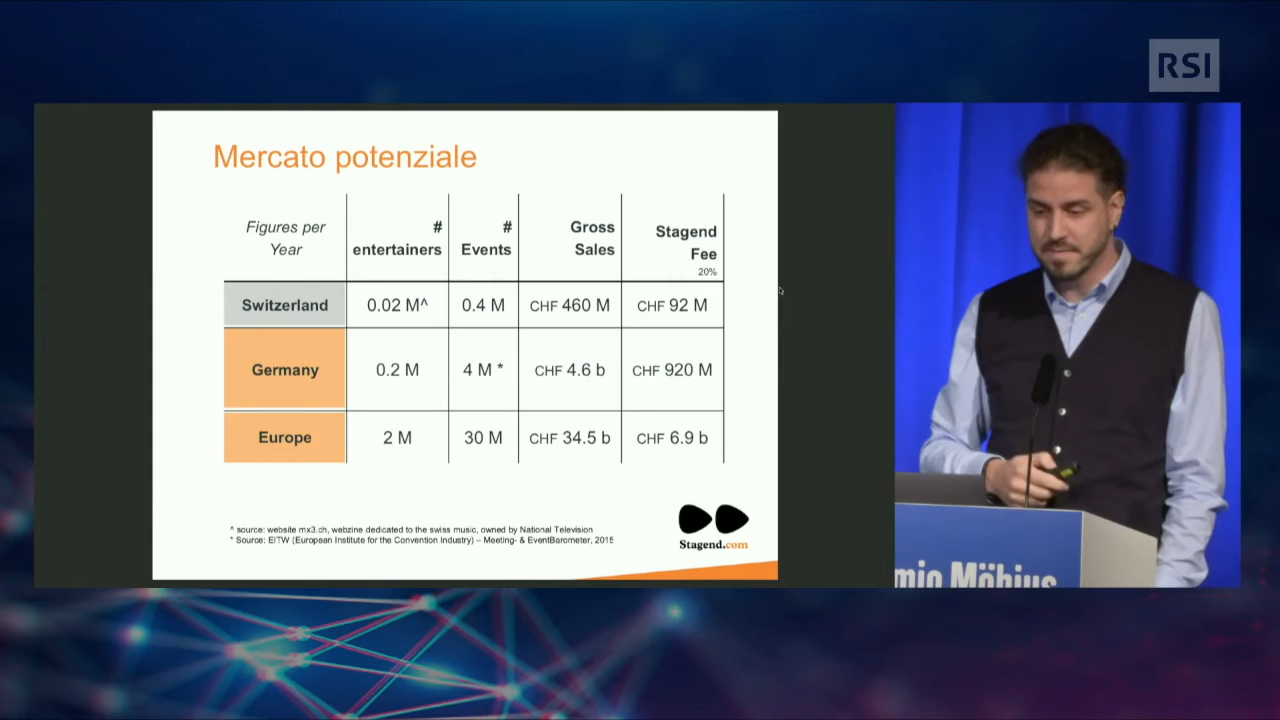 RSI
Mercato potenziale
Figures per
Year
#
entertainers
#
Events
Gross
Sales
Stagend
Fee
20%
Switzerland
0.02 M^
0.4 M
CHF 460 M
CHF 92 M
Germany
0.2 M
4 M *
CHF 4.6 b
CHF 920 M
Europe
2 M
30 M
CHF 34.5 b
CHF 6.9 b
^ source: website mx3.ch, webzine dedicated to the swiss music, owned by National Television
* Source: EITW (European Institute for the Convention Industry) – Meeting- & EventBarometer, 2015
Stagend.com
mio Möbius